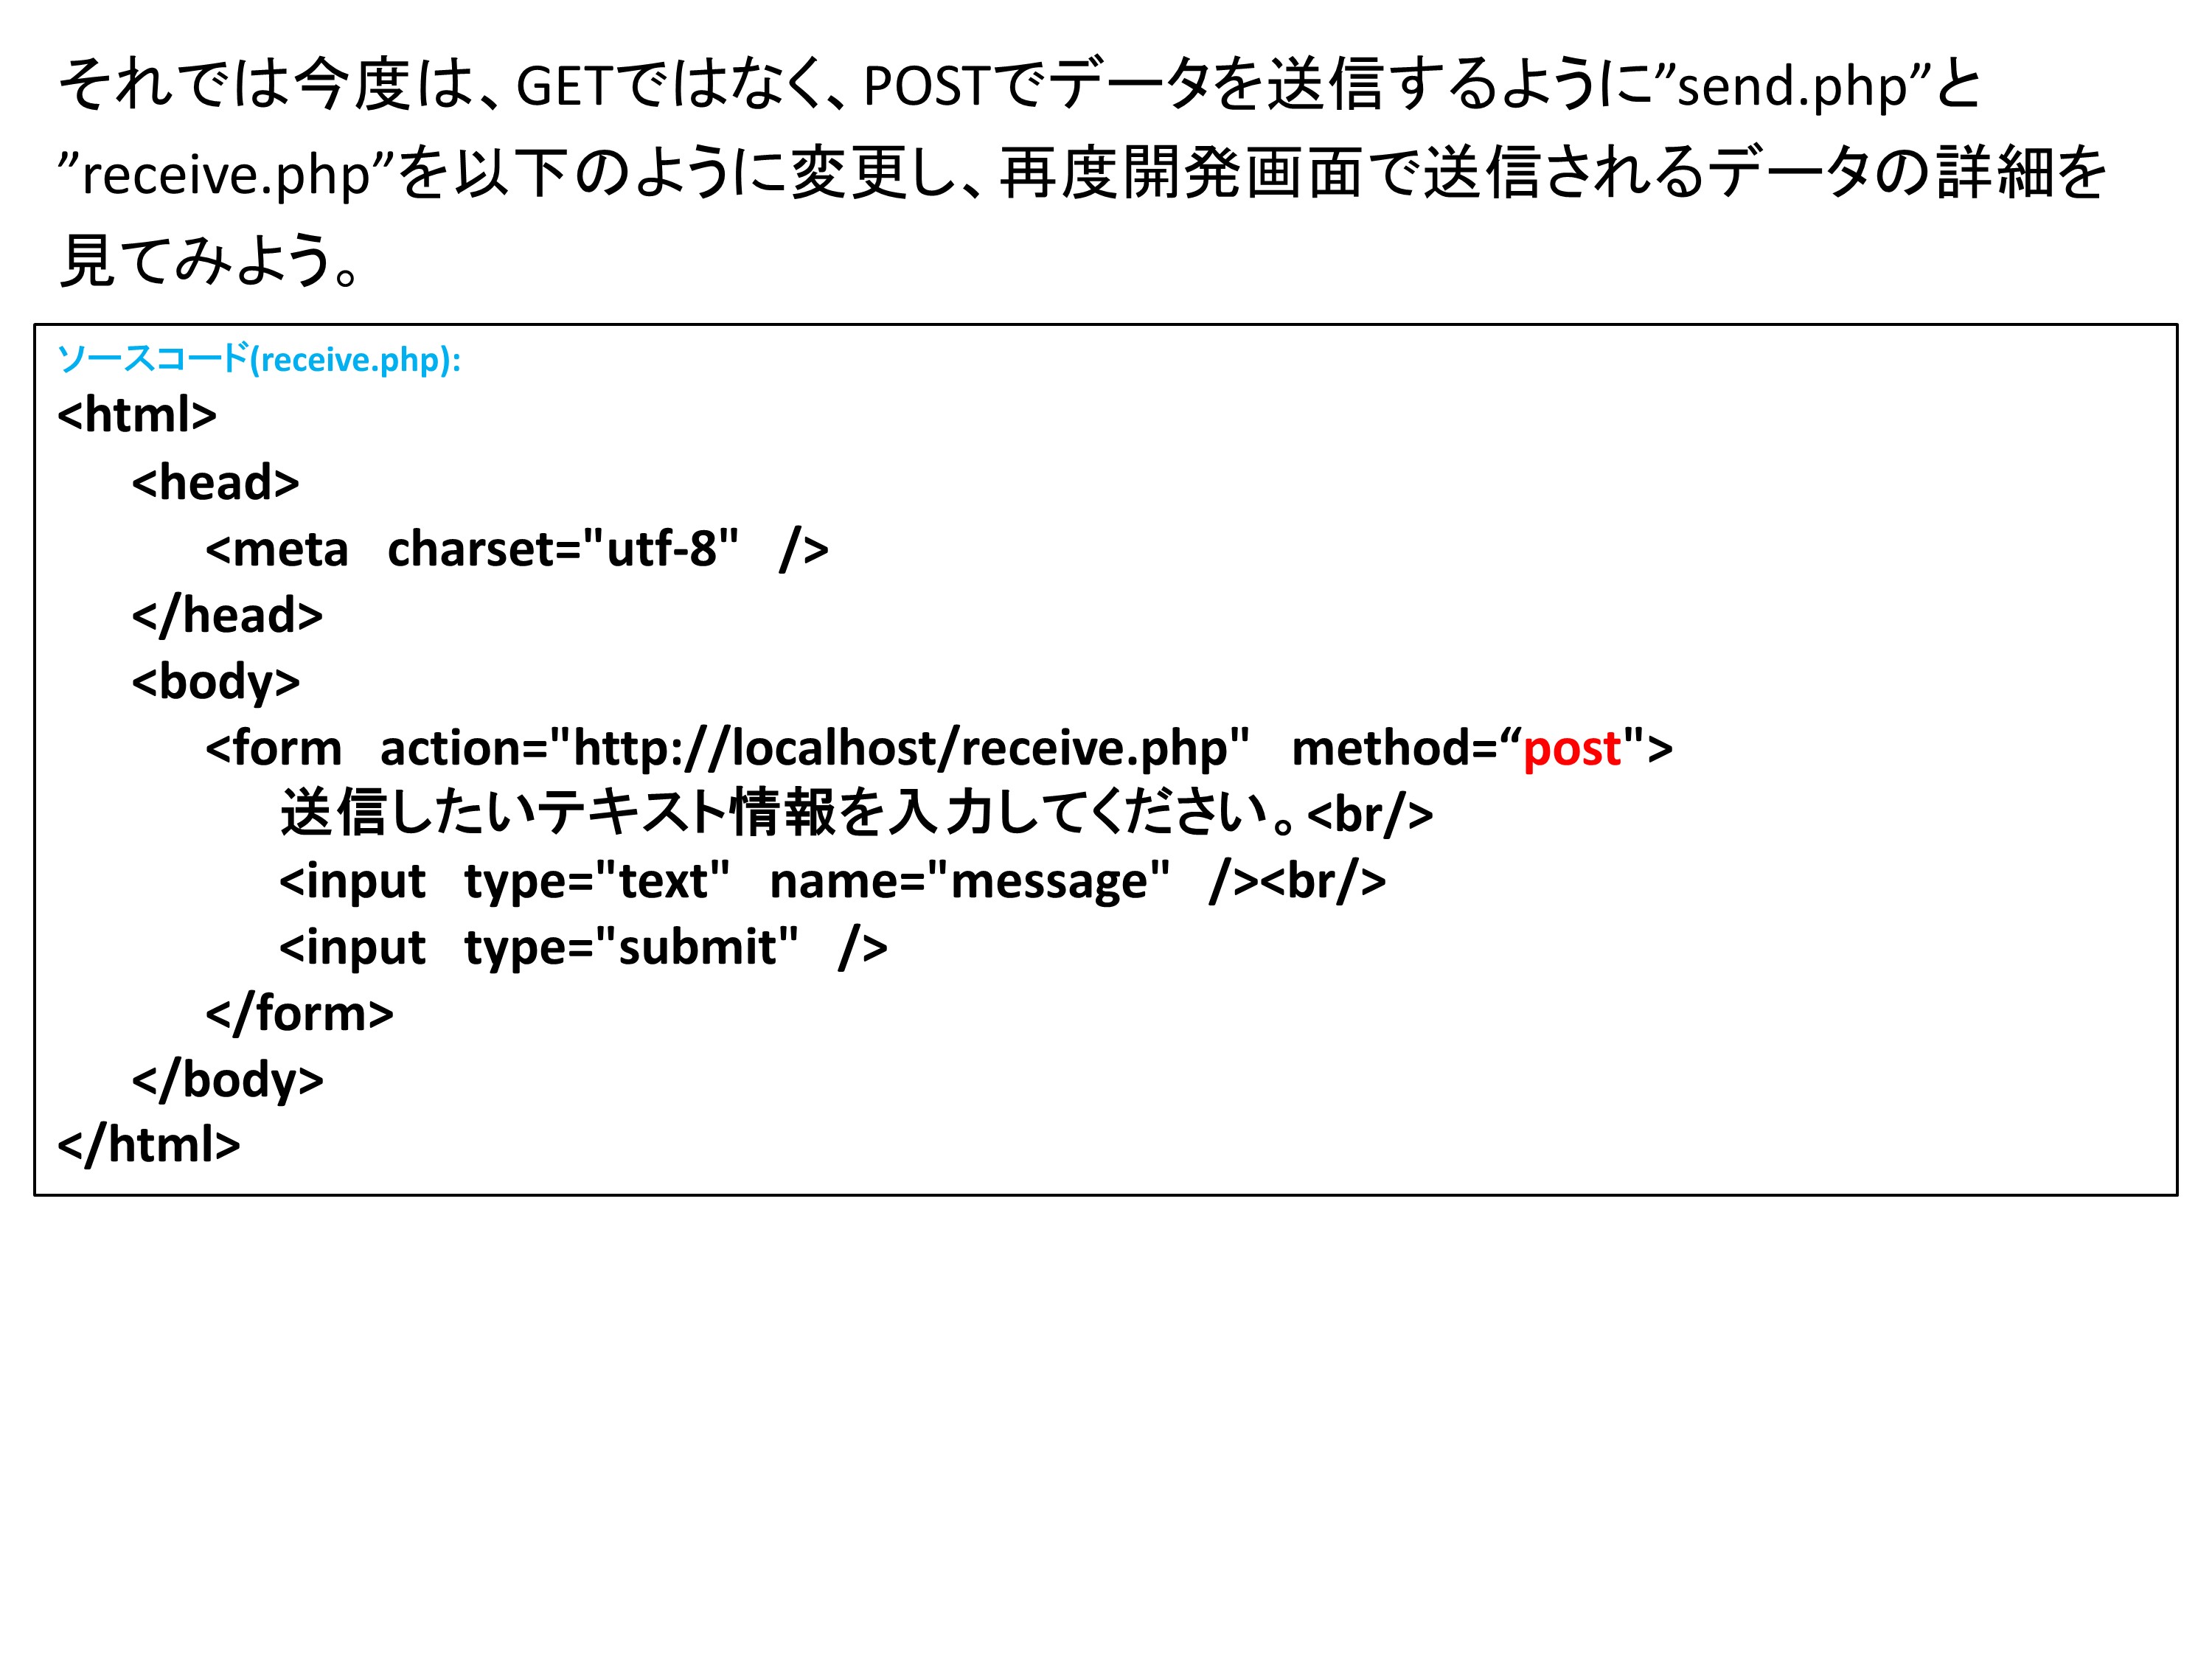 それでは今度は、GETではなく、POSTでデータを送信するように”send.php”と
”receive.php”を以下のように変更し、再度開発画面で送信されるデータの詳細を
見てみよう。
ソースコード(receive.php):
<html>
<head>
<meta charset="utf-8" />
</head>
<body>
<form action="http://localhost/receive.php" method=“post">
送信したいテキスト情報を入力してください。<br/>
<input type="text" name="message" /><br/>
<input type="submit" />
</form>
</body>
</html>